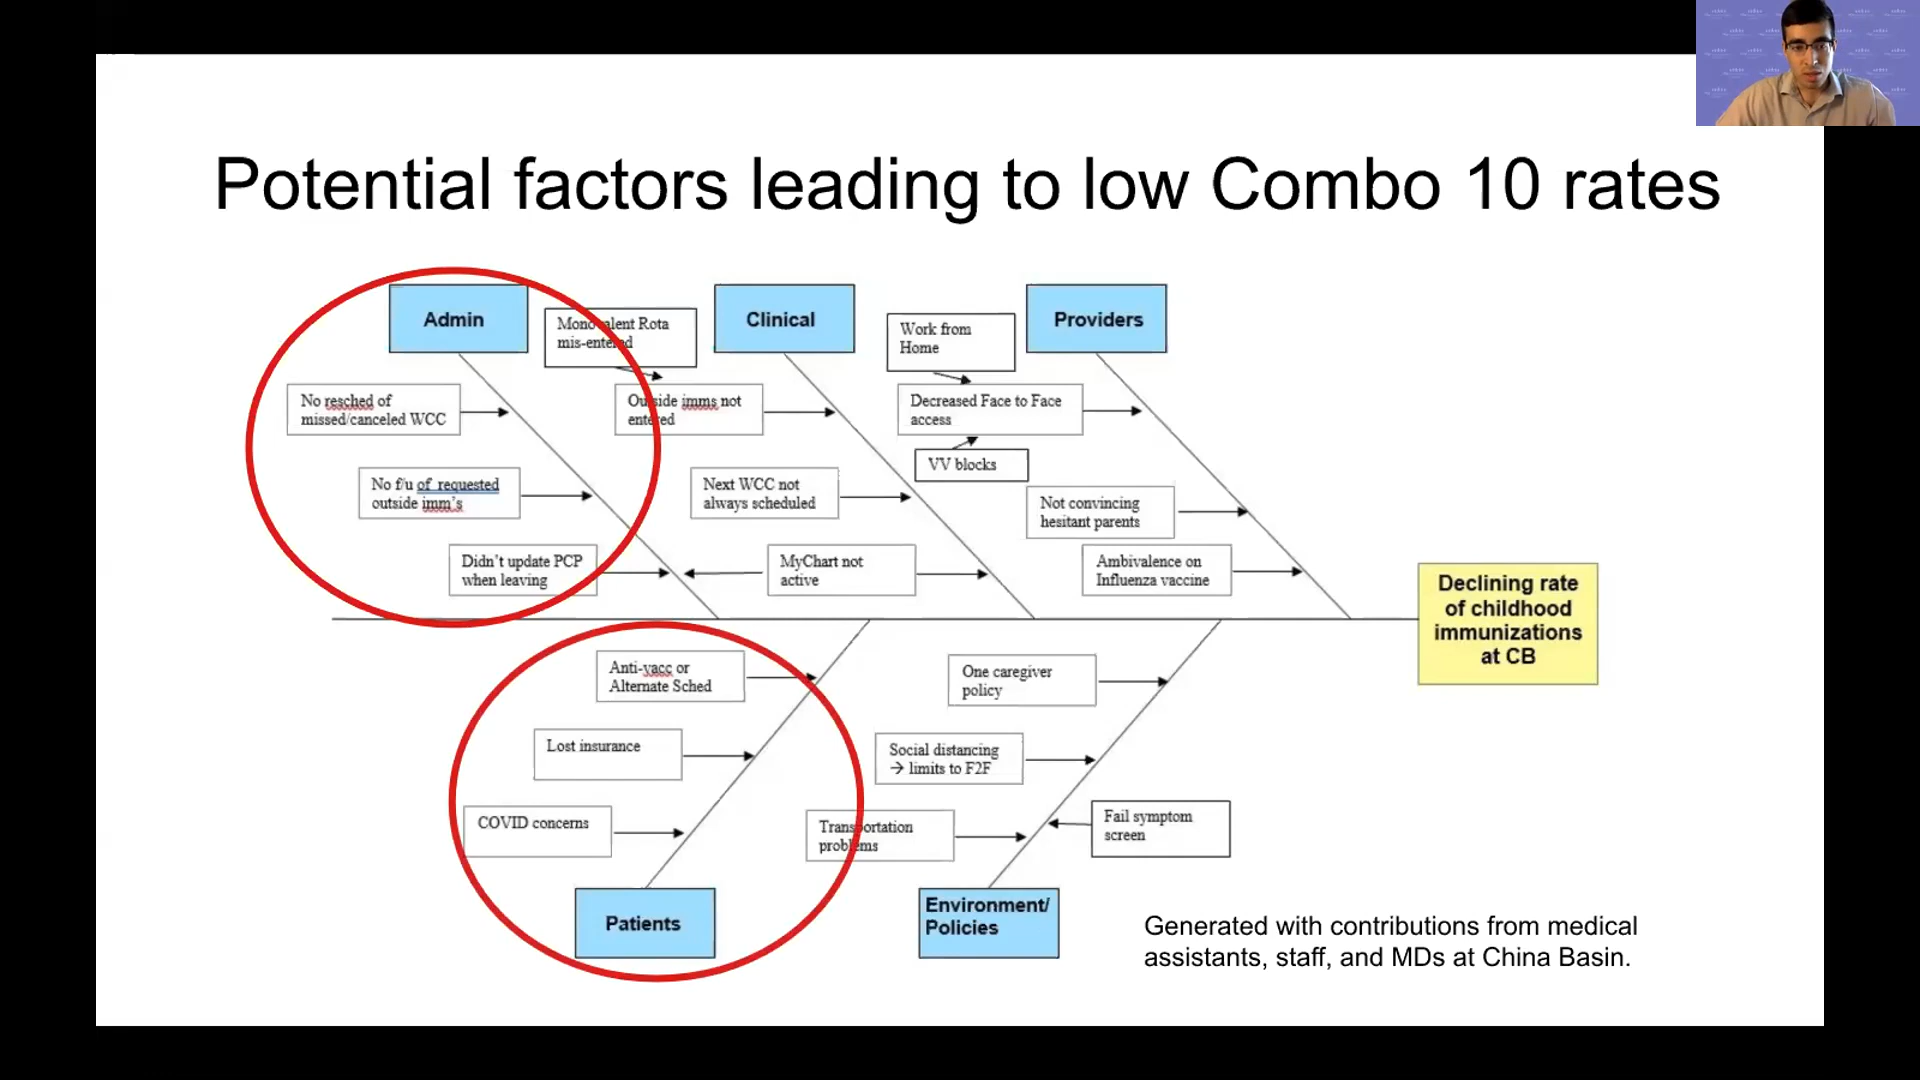 Potential factors leading to low Combo 10 rates
Admin
Monovalent Rota
mis-entered
Clinical
Work from
Home
Providers
No resched of
missed/canceled WCC
Outside imms not
entered
Decreased Face to Face
access
VV blocks
No f/u of requested
outside imm's
Next WCC not
always scheduled
Not convincing
hesitant parents
Didn't update PCP
when leaving
MyChart not
active
Ambivalence on
Influenza vaccine
Declining rate
of childhood
immunizations
at CB
Anti-vacc or
Alternate Sched
One caregiver
policy
Lost insurance
Social distancing
→ limits to F2F
COVID concerns
Transportation
problems
Fail symptom
screen
Patients
Environment/
Policies
Generated with contributions from medical
assistants, staff, and MDs at China Basin.